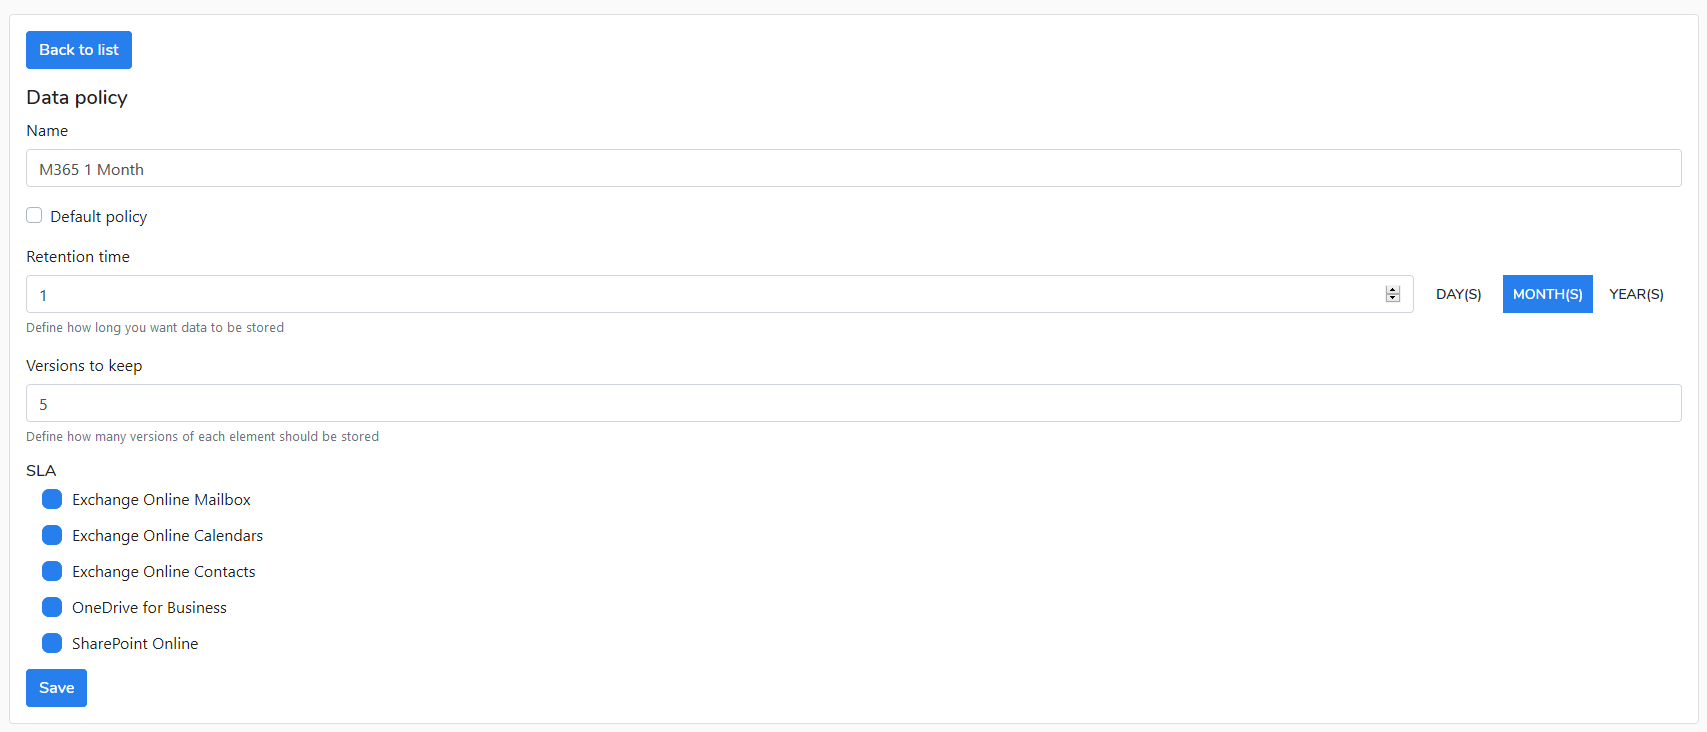 Back to list
Data policy
Name
M365 1 Month
Default policy
Retention time
1 DAY(S) MONTH(S) YEAR(S)
Define how long you want data to be stored
Versions to keep
5
Define how many versions of each element should be stored
SLA
Exchange Online Mailbox
Exchange Online Calendars
Exchange Online Contacts
OneDrive for Business
SharePoint Online
Save